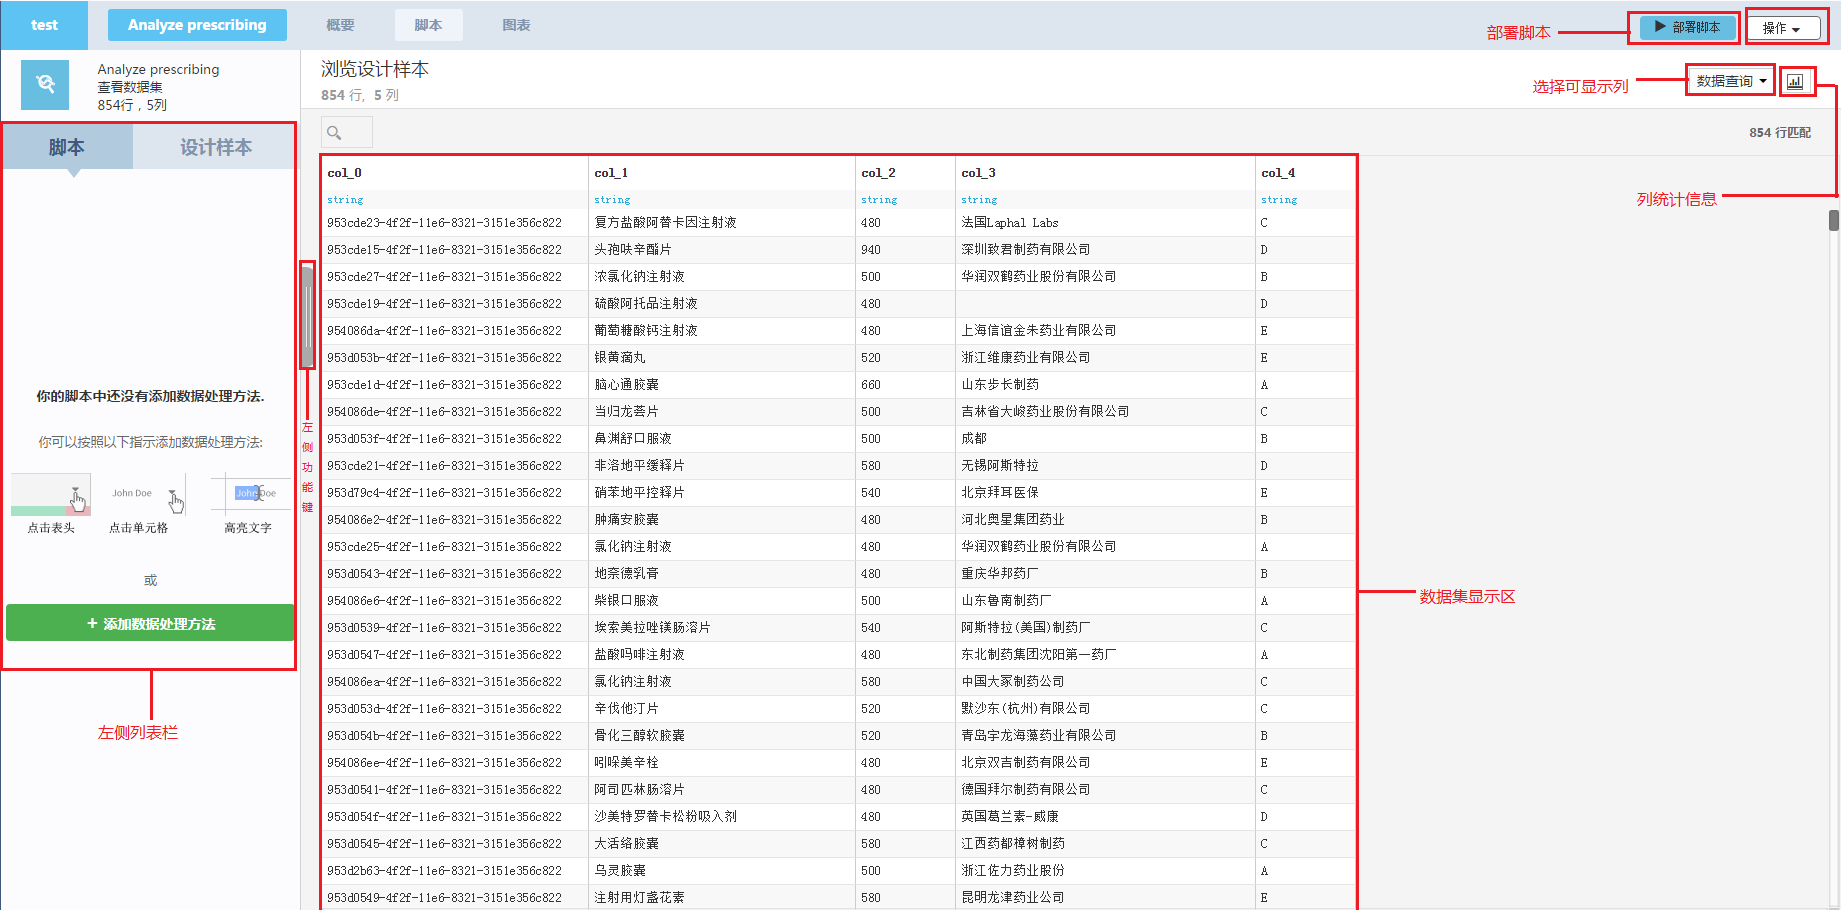 test
Analyze prescribing
概要
脚本
图表
部署脚本
部署脚本
操作
Analyze prescribing
查看数据集
854行，5列
浏览设计样本
854 行, 5 列
选择可显示列
数据查询
脚本
设计样本
854 行匹配
列统计信息
col_0 col_1 col_2 col_3 col_4
string string string string string
953cde23-4f2f-11e6-8321-3151e356c822 复方盐酸阿替卡因注射液 480 法国Laphal Labs C
953cde15-4f2f-11e6-8321-3151e356c822 头孢呋辛酯片 940 深圳致君制药有限公司 D
953cde27-4f2f-11e6-8321-3151e356c822 浓氯化钠注射液 500 华润双鹤药业股份有限公司 B
953cde19-4f2f-11e6-8321-3151e356c822 硫酸阿托品注射液 480 D
954086da-4f2f-11e6-8321-3151e356c822 葡萄糖酸钙注射液 480 上海信谊金朱药业有限公司 E
953d053b-4f2f-11e6-8321-3151e356c822 银黄滴丸 520 浙江维康药业有限公司 E
953cde1d-4f2f-11e6-8321-3151e356c822 脑心通胶囊 660 山东步长制药 A
954086de-4f2f-11e6-8321-3151e356c822 当归龙荟片 500 吉林省大峻药业股份有限公司 C
953d053f-4f2f-11e6-8321-3151e356c822 鼻渊舒口服液 500 成都 B
953cde21-4f2f-11e6-8321-3151e356c822 非洛地平缓释片 580 无锡阿斯特拉 D
953d79c4-4f2f-11e6-8321-3151e356c822 硝苯地平控释片 540 北京拜耳医保 E
954086e2-4f2f-11e6-8321-3151e356c822 肿痛安胶囊 480 河北奥星集团药业 B
953cde25-4f2f-11e6-8321-3151e356c822 氯化钠注射液 480 华润双鹤药业股份有限公司 A
953d0543-4f2f-11e6-8321-3151e356c822 地奈德乳膏 480 重庆华邦药厂 B
954086e6-4f2f-11e6-8321-3151e356c822 柴银口服液 500 山东鲁南制药厂 A
953d0539-4f2f-11e6-8321-3151e356c822 埃索美拉唑镁肠溶片 540 阿斯特拉(美国)制药厂 C
953d0547-4f2f-11e6-8321-3151e356c822 盐酸吗啡注射液 480 东北制药集团沈阳第一药厂 A
954086ea-4f2f-11e6-8321-3151e356c822 氯化钠注射液 580 中国大冢制药公司 C
953d053d-4f2f-11e6-8321-3151e356c822 辛伐他汀片 520 默沙东(杭州)有限公司 C
953d054b-4f2f-11e6-8321-3151e356c822 骨化三醇软胶囊 520 青岛宇龙海藻药业有限公司 B
954086ee-4f2f-11e6-8321-3151e356c822 吲哚美辛栓 480 北京双吉制药有限公司 E
953d0541-4f2f-11e6-8321-3151e356c822 阿司匹林肠溶片 480 德国拜尔制药有限公司 C
953d054f-4f2f-11e6-8321-3151e356c822 沙美特罗替卡松粉吸入剂 480 英国葛兰素-威康 D
953d0545-4f2f-11e6-8321-3151e356c822 大活络胶囊 580 江西药都樟树制药 C
953d2b63-4f2f-11e6-8321-3151e356c822 乌灵胶囊 500 浙江佐力药业股份 A
953d0549-4f2f-11e6-8321-3151e356c822 注射用灯盏花素 580 昆明龙津药业公司 E
你的脚本中还没有添加数据处理方法.
你可以按照以下指示添加数据处理方法:
John Doe
John Doe
点击表头
点击单元格
高亮文字
或
+ 添加数据处理方法
左侧列表栏
左
侧
功
能
键
数据集显示区